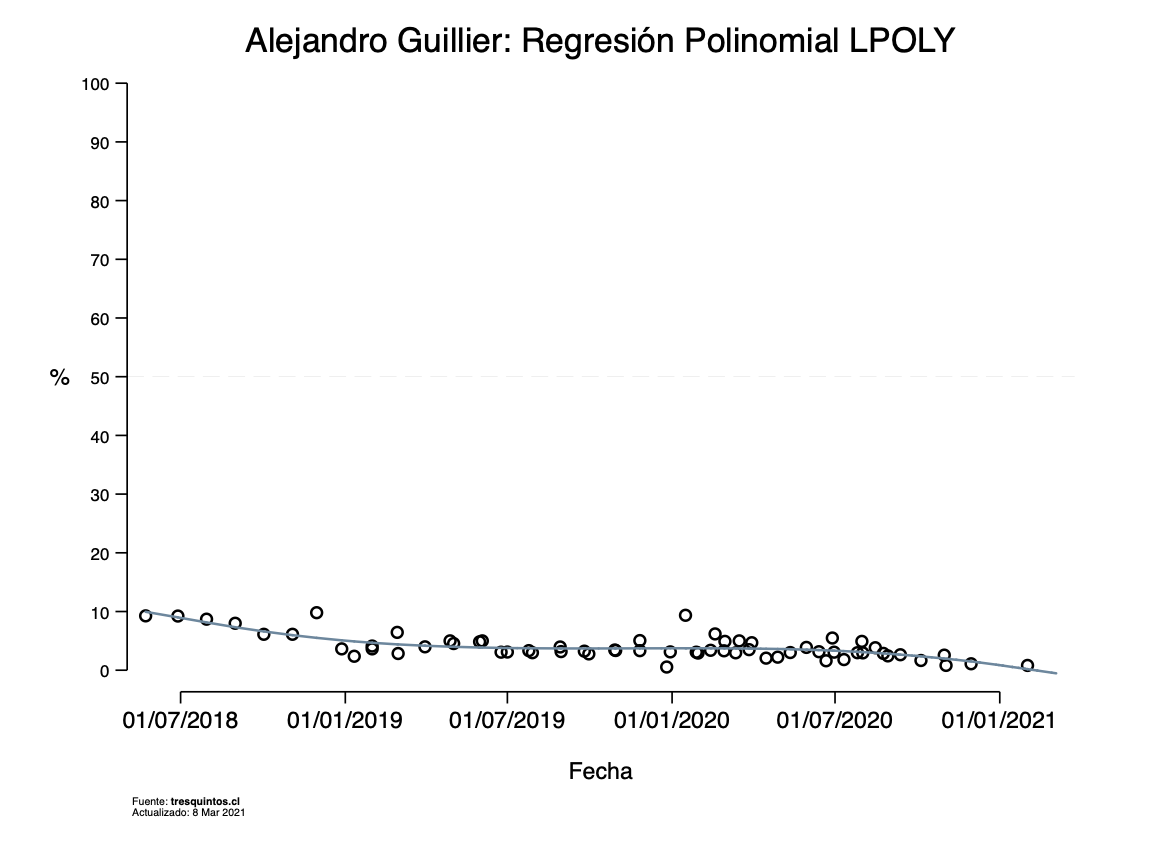 Alejandro Guillier: Regresión Polinomial LPOLY
100
90
80
70
60
% 50
40
30
20
10
0
01/07/2018 01/01/2019 01/07/2019 01/01/2020 01/07/2020 01/01/2021
Fecha
Fuente: tresquintos.cl
Actualizado: 8 Mar 2021